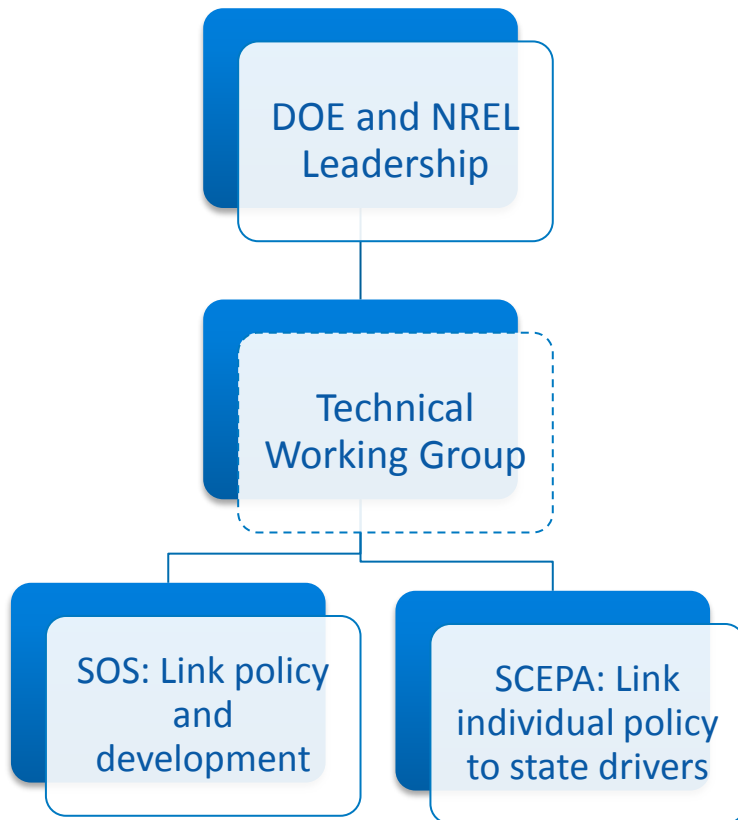 DOE and NREL
Leadership
Technical
Working Group
SOS: Link policy
and
development
SCEPA: Link
individual policy
to state drivers